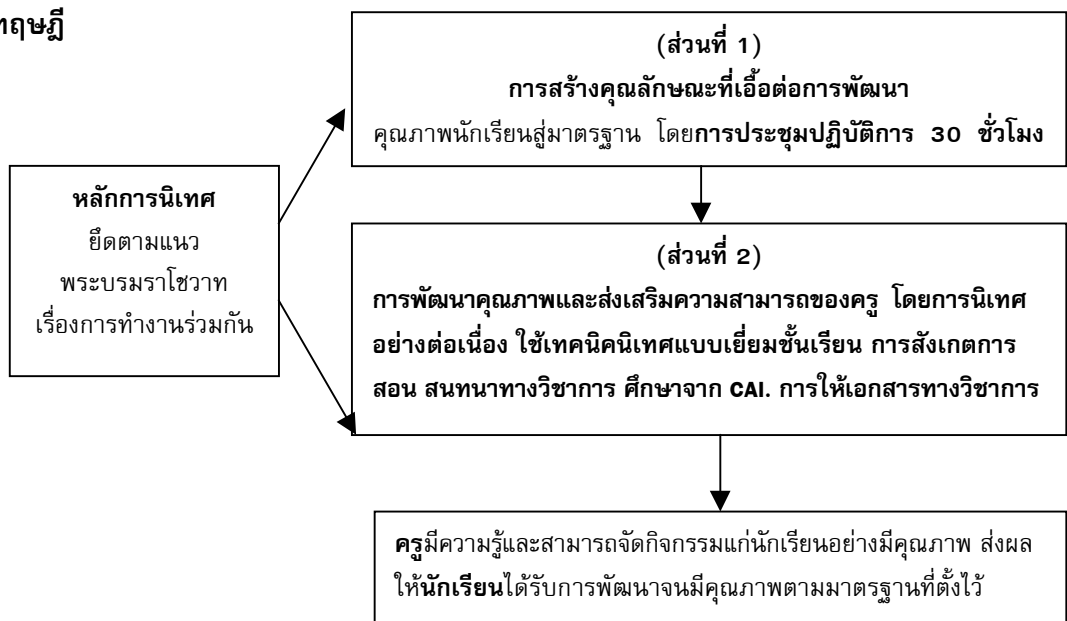 ทฤษฎี
(ส่วนที่ 1)
การสร้างคุณลักษณะที่เอื้อต่อการพัฒนา
คุณภาพนักเรียนสู่มาตรฐาน โดยการประชุมปฏิบัติการ 30 ชั่วโมง
หลักการนิเทศ
ยึดตามแนว
พระบรมราโชวาท
เรื่องการทำงานร่วมกัน
(ส่วนที่ 2)
การพัฒนาคุณภาพและส่งเสริมความสามารถของครู โดยการนิเทศ
อย่างต่อเนื่อง ใช้เทคนิคนิเทศแบบเยี่ยมชั้นเรียน การสังเกตการ
สอน สนทนาทางวิชาการ ศึกษาจาก CAI. การให้เอกสารทางวิชาการ
ครูมีความรู้และสามารถจัดกิจกรรมแก่นักเรียนอย่างมีคุณภาพ ส่งผล
ให้นักเรียนได้รับการพัฒนาจนมีคุณภาพตามมาตรฐานที่ตั้งไว้